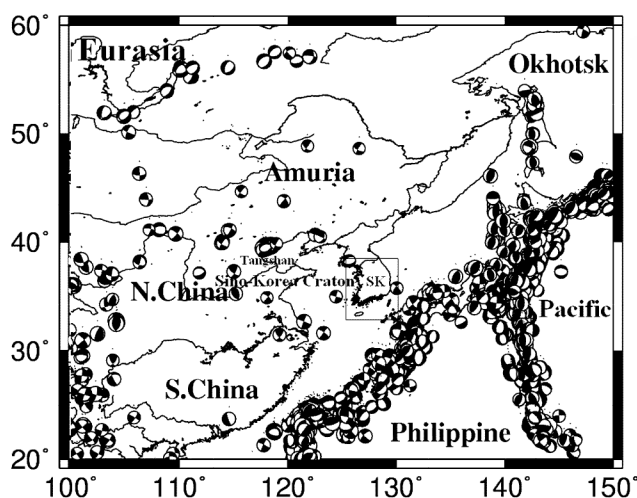 60°
Eurasia
Okhotsk
50°
Amuria
40°
Tangshan
Sino-Korea Craton
SK
N.China
Pacific
30°
S.China
Philippine
20°
100°
110°
120°
130°
140°
150°